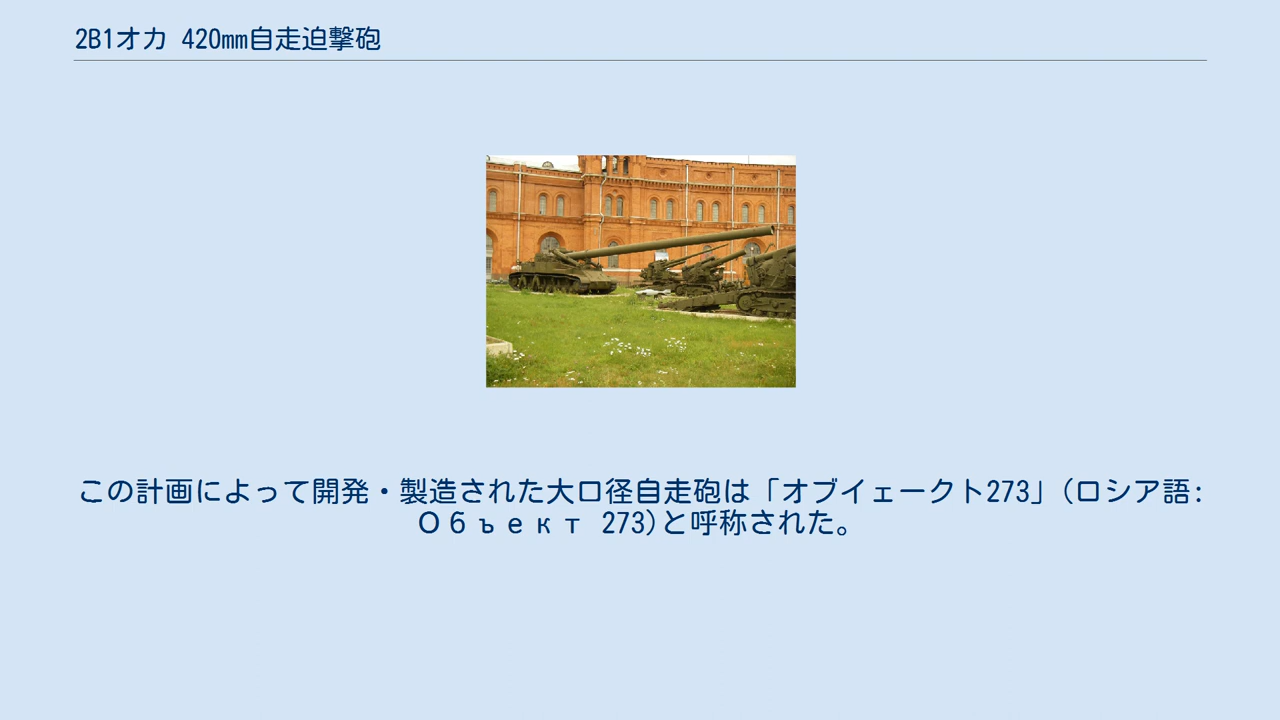 2B1オカ 420mm自走迫撃砲
この計画によって開発・製造された大口径自走砲は「オブイェークト273」(ロシア語:
Объект 273)と呼称された。